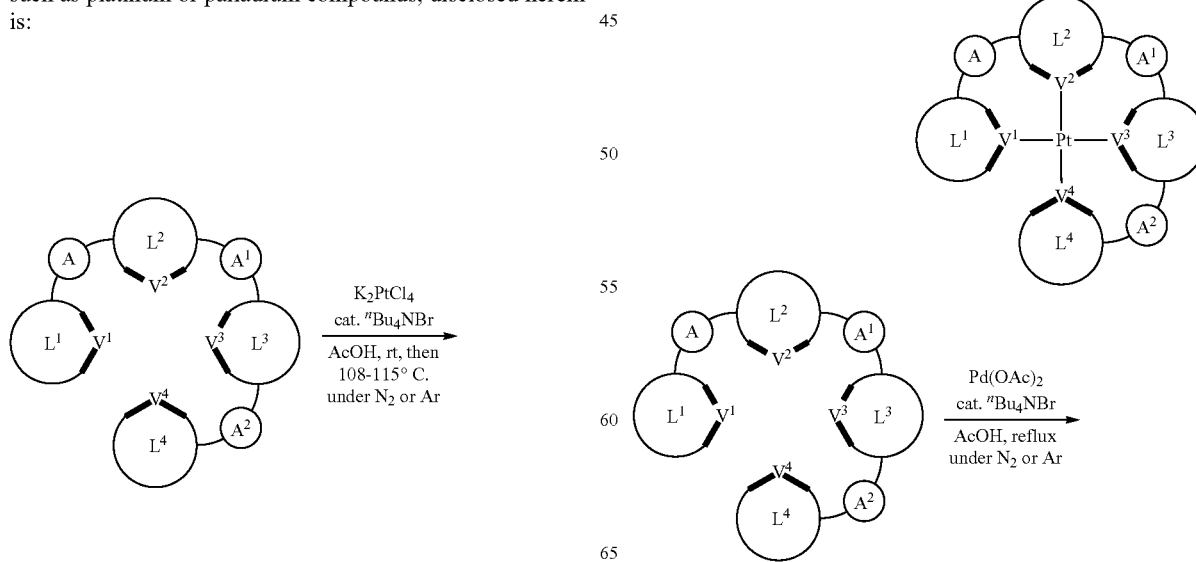 such as platinum or palladium compounds, disclosed herein
is:
A
L²
A¹
V²
L¹
V¹
V³
L³
V⁴
L⁴
A²
K₂PtCl₄
cat. ⁿBu₄NBr
AcOH, rt, then
108-115° C.
under N₂ or Ar
45
50
55
60
65
A
L²
A¹
V²
L¹
V¹
Pt
V³
L³
V⁴
L⁴
A²
A
L²
A¹
V²
L¹
V¹
V³
L³
V⁴
L⁴
A²
Pd(OAc)₂
cat. ⁿBu₄NBr
AcOH, reflux
under N₂ or Ar